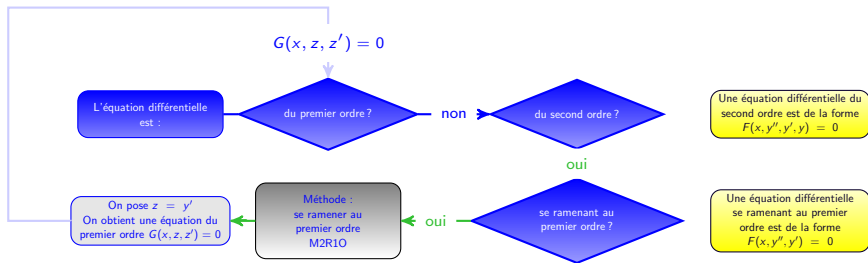 G(x, z, z′) = 0
L'équation différentielle
est :
du premier ordre ?
non
du second ordre ?
Une équation différentielle du
second ordre est de la forme
F(x, y′′, y′, y) = 0
oui
On pose z = y′
On obtient une équation du
premier ordre G(x, z, z′) = 0
Méthode :
se ramener au
premier ordre
M2R1O
oui
se ramenant au
premier ordre ?
Une équation différentielle
se ramenant au premier
ordre est de la forme
F(x, y′′, y′) = 0